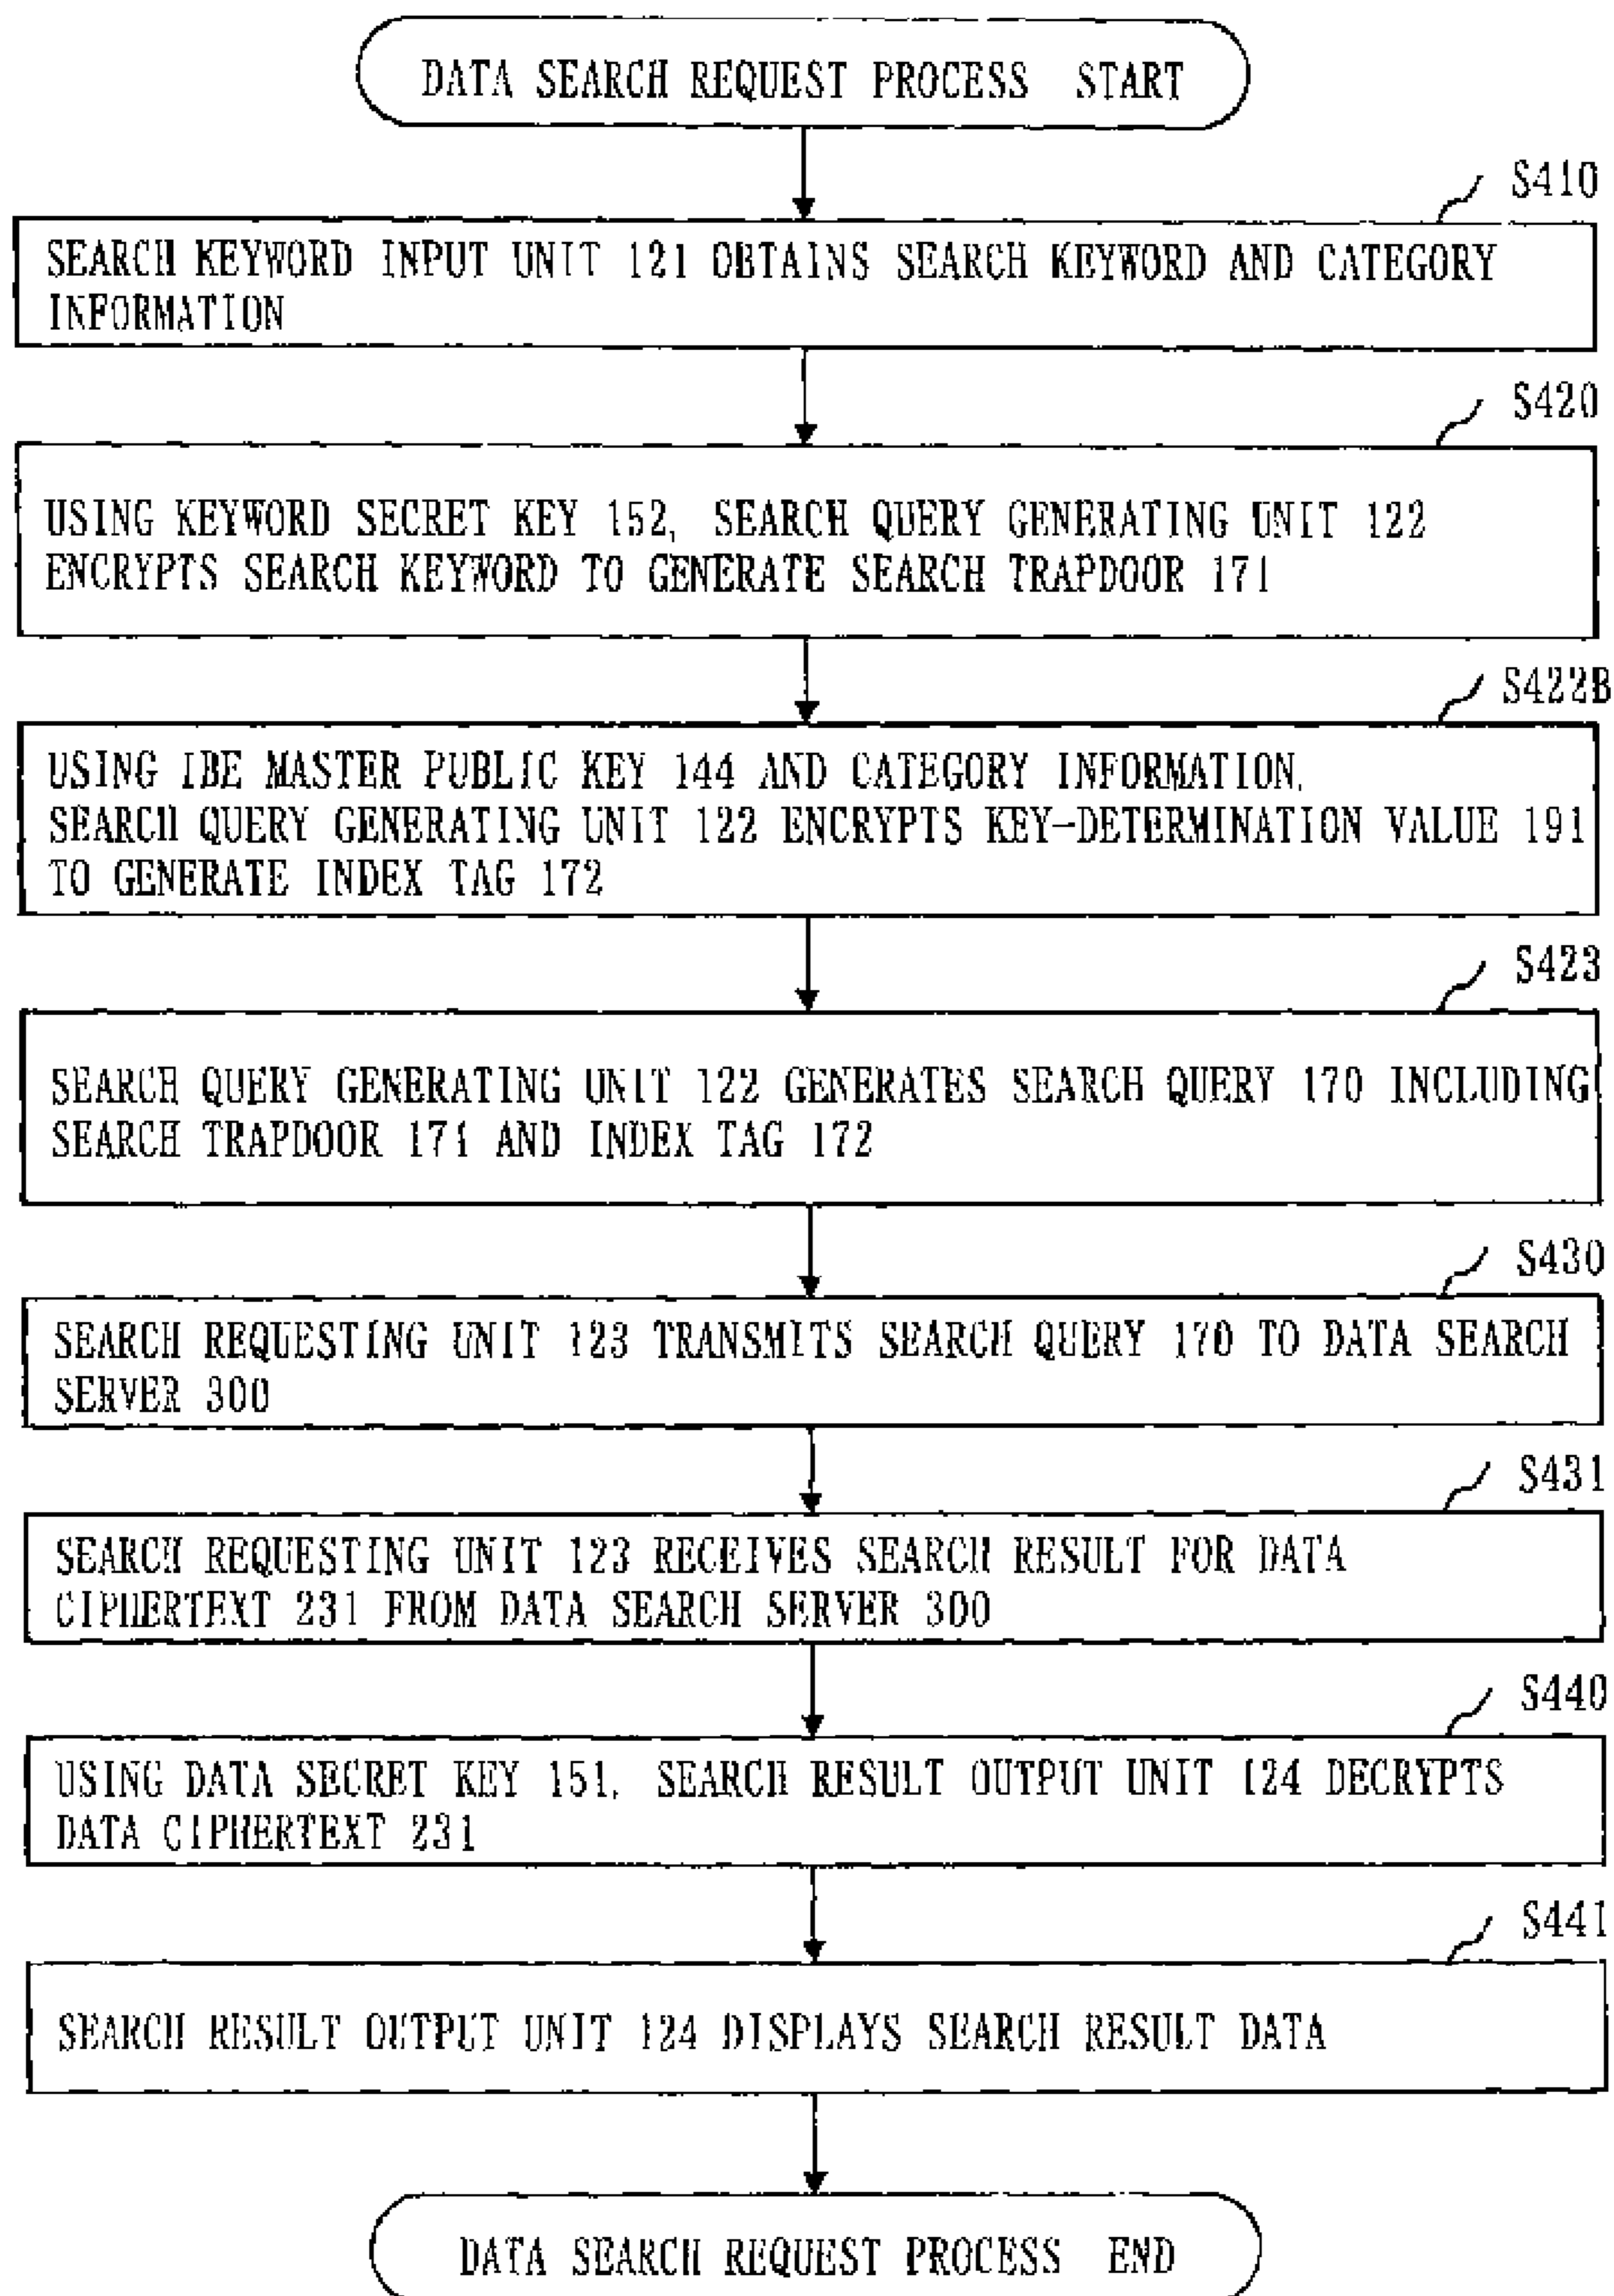 DATA SEARCH REQUEST PROCESS START
S410
SEARCH KEYWORD INPUT UNIT 121 OBTAINS SEARCH KEYWORD AND CATEGORY
INFORMATION
S420
USING KEYWORD SECRET KEY 152, SEARCH QUERY GENERATING UNIT 122
ENCRYPTS SEARCH KEYWORD TO GENERATE SEARCH TRAPDOOR 171
S422B
USING IBE MASTER PUBLIC KEY 144 AND CATEGORY INFORMATION,
SEARCH QUERY GENERATING UNIT 122 ENCRYPTS KEY-DETERMINATION VALUE 191
TO GENERATE INDEX TAG 172
S423
SEARCH QUERY GENERATING UNIT 122 GENERATES SEARCH QUERY 170 INCLUDING
SEARCH TRAPDOOR 171 AND INDEX TAG 172
S430
SEARCH REQUESTING UNIT 123 TRANSMITS SEARCH QUERY 170 TO DATA SEARCH
SERVER 300
S431
SEARCH REQUESTING UNIT 123 RECEIVES SEARCH RESULT FOR DATA
CIPHERTEXT 231 FROM DATA SEARCH SERVER 300
S440
USING DATA SECRET KEY 151, SEARCH RESULT OUTPUT UNIT 124 DECRYPTS
DATA CIPHERTEXT 231
S441
SEARCH RESULT OUTPUT UNIT 124 DISPLAYS SEARCH RESULT DATA
DATA SEARCH REQUEST PROCESS END